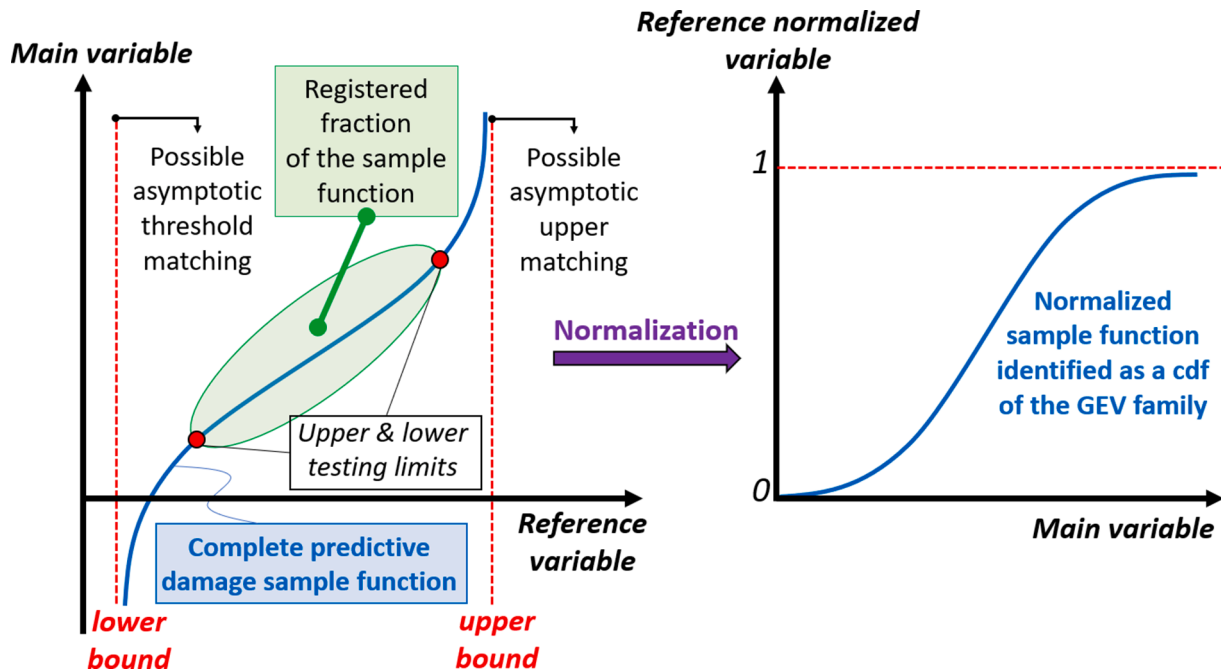 Main variable
Registered
fraction
of the sample
function
Possible
asymptotic
threshold
matching
Possible
asymptotic
upper
matching
Upper & lower
testing limits
Reference
variable
Complete predictive
damage sample function
lower
bound
upper
bound
Normalization
Reference normalized
variable
1
0
Normalized
sample function
identified as a cdf
of the GEV family
Main variable